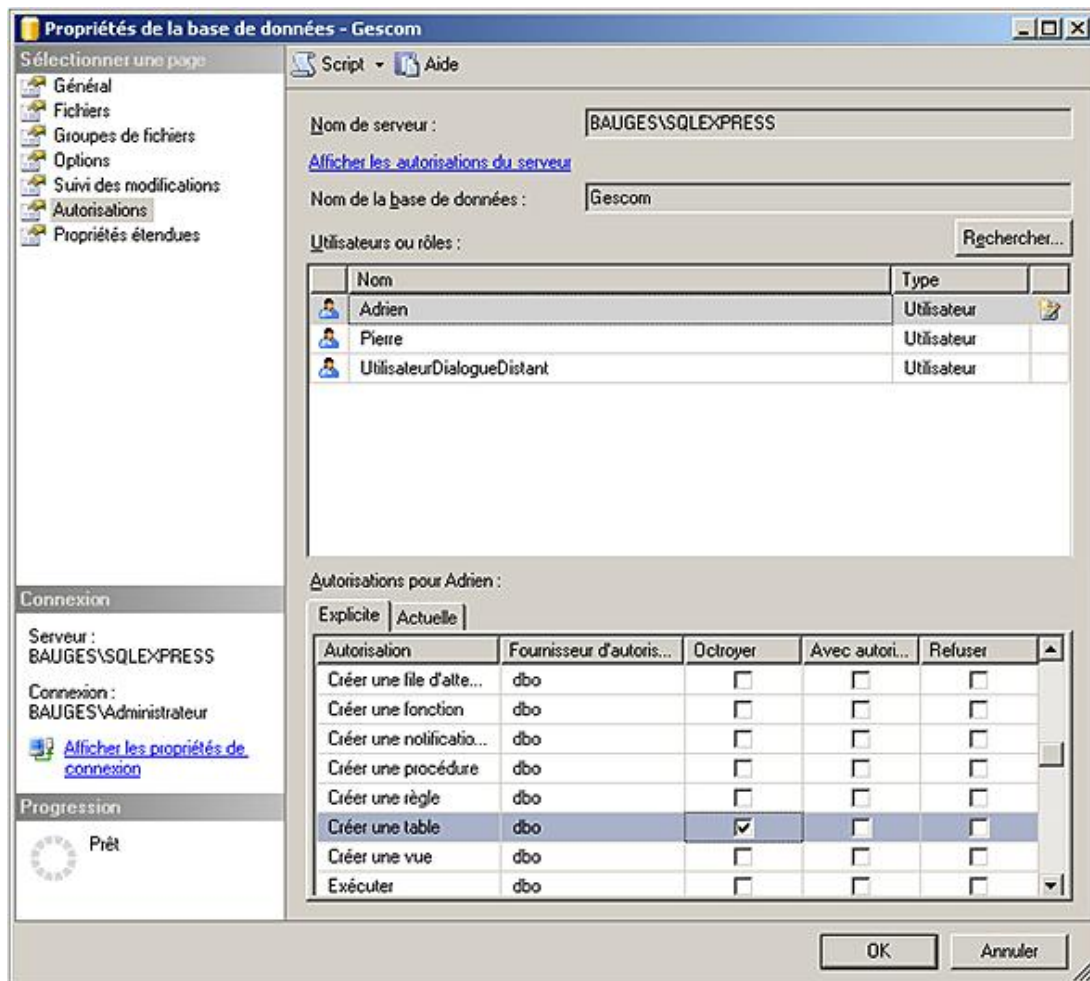 Propriétés de la base de données - Gescom
Sélectionner une page
Général
Fichiers
Groupes de fichiers
Options
Suivi des modifications
Autorisations
Propriétés étendues
Script Aide
Nom de serveur : BAUGES\SQLEXPRESS
Afficher les autorisations du serveur
Nom de la base de données : Gescom
Utilisateurs ou rôles : Rechercher...
Nom Type
Adrien Utilisateur
Pierre Utilisateur
UtilisateurDialogueDistant Utilisateur
Connexion
Serveur :
BAUGES\SQLEXPRESS
Connexion :
BAUGES\Administrateur
Afficher les propriétés de
connexion
Progression
Prêt
Autorisations pour Adrien :
Explicite Actuelle
Autorisation Fournisseur d'autoris... Octroyer Avec autori... Refuser
Créer une file d'atte... dbo
Créer une fonction dbo
Créer une notificatio... dbo
Créer une procédure dbo
Créer une règle dbo
Créer une table dbo
Créer une vue dbo
Exécuter dbo
OK Annuler